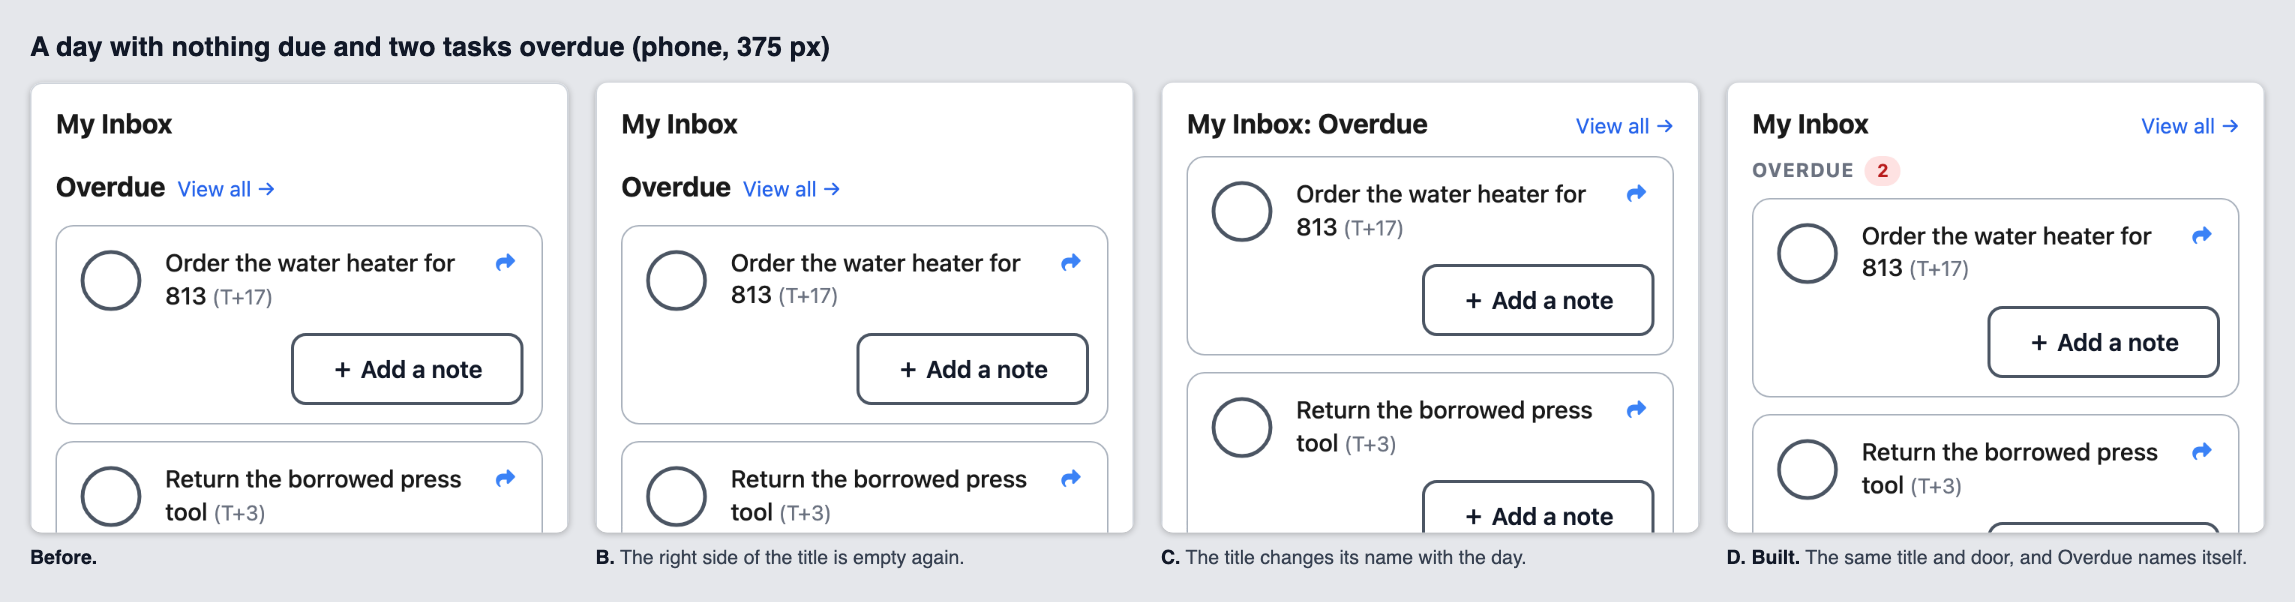 A day with nothing due and two tasks overdue (phone, 375 px)
My Inbox
Overdue View all →
Order the water heater for
813 (T+17)
+ Add a note
Return the borrowed press
tool (T+3)
Before.
My Inbox
Overdue View all →
Order the water heater for
813 (T+17)
+ Add a note
Return the borrowed press
tool (T+3)
B. The right side of the title is empty again.
My Inbox: Overdue View all →
Order the water heater for
813 (T+17)
+ Add a note
Return the borrowed press
tool (T+3)
+ Add a note
C. The title changes its name with the day.
My Inbox View all →
OVERDUE 2
Order the water heater for
813 (T+17)
+ Add a note
Return the borrowed press
tool (T+3)
D. Built. The same title and door, and Overdue names itself.